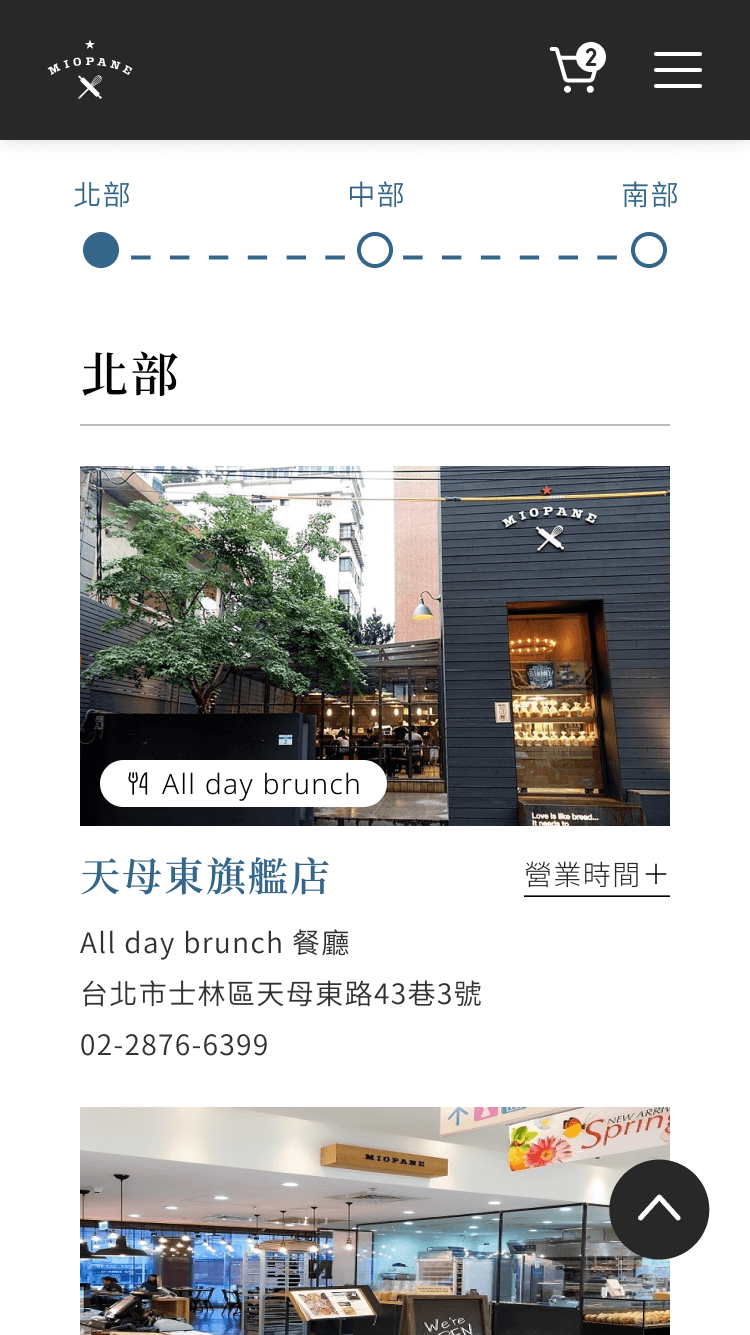 MIOPANE
2
北部
中部
南部
北部
MIOPANE
Love is like bread...
It needs to
All day brunch
天母東旗艦店
營業時間+
All day brunch 餐廳
台北市士林區天母東路43巷3號
02-2876-6399
NEW ARRIV
Spring
MIOPANE
We're